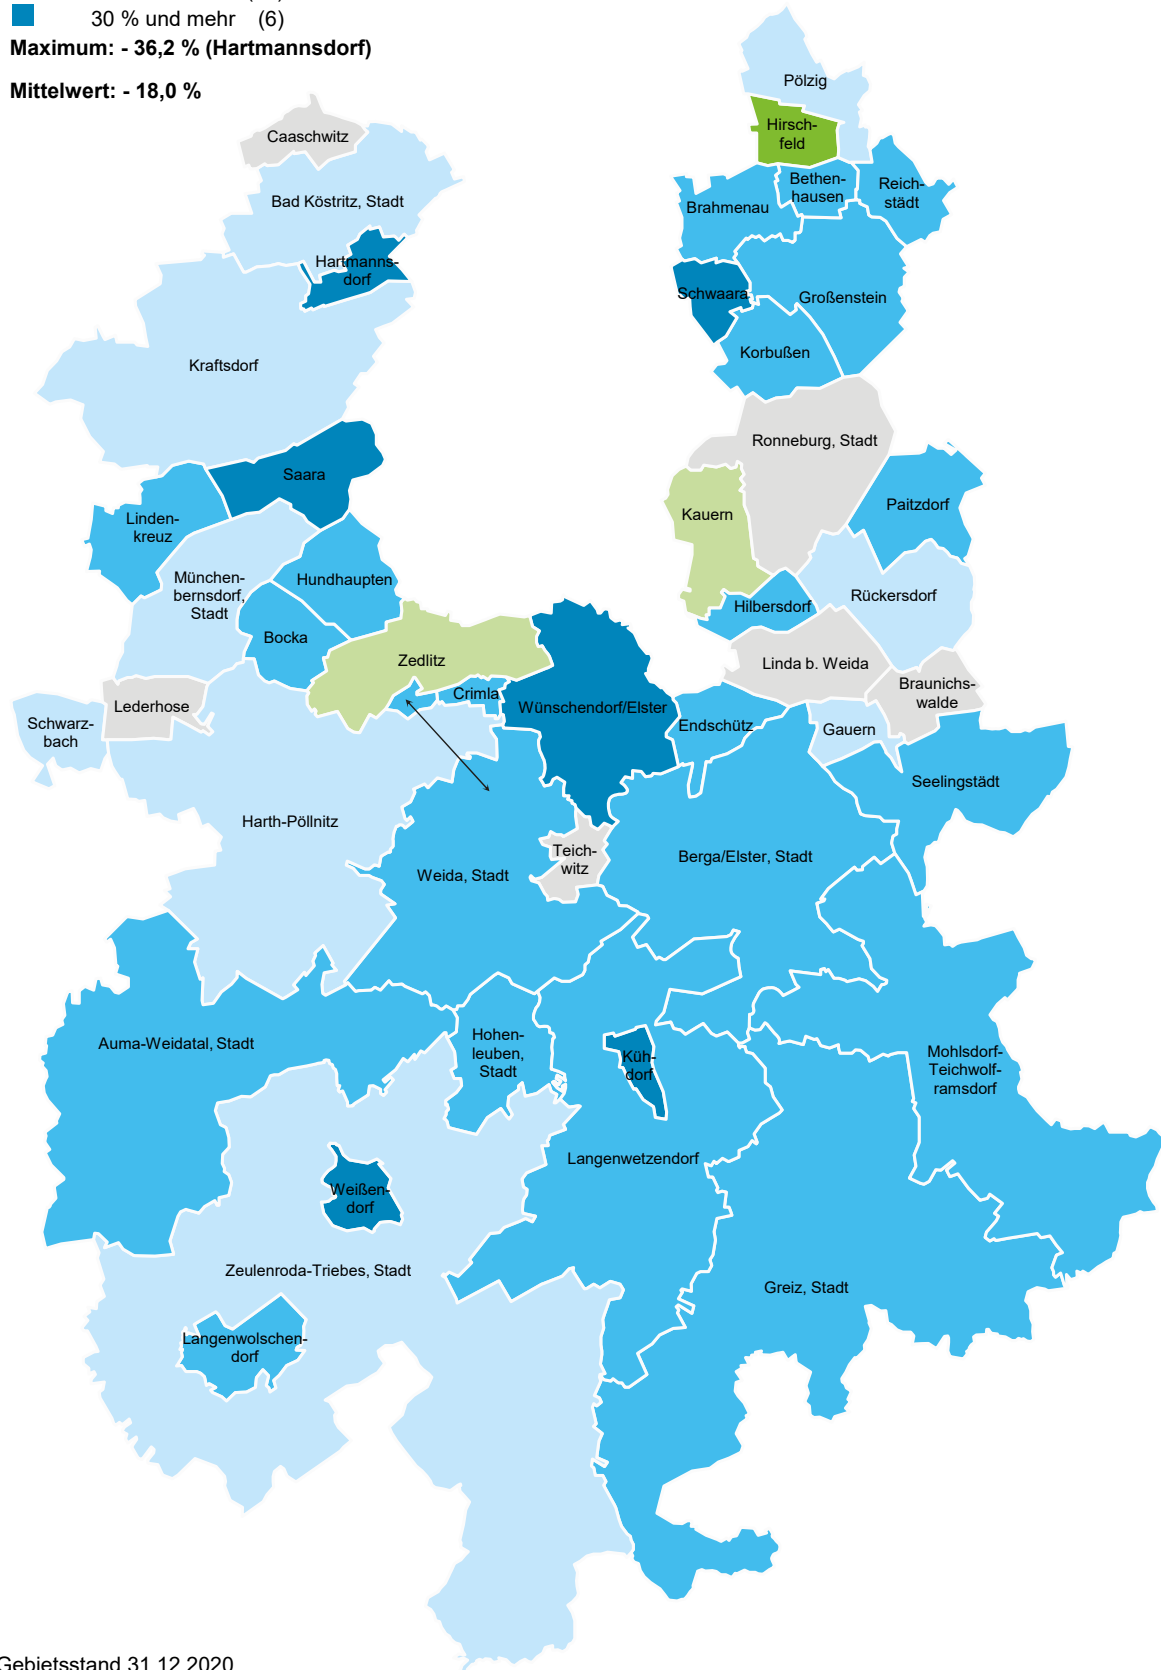 30 % und mehr (6)
Maximum: - 36,2 % (Hartmannsdorf)
Mittelwert: - 18,0 %
Pölzig
Hirsch-
feld
Caaschwitz
Bethen-
hausen
Reich-
städt
Bad Köstritz, Stadt
Brahmenau
Hartmanns-
dorf
Schwaara
Großenstein
Korbußen
Kraftsdorf
Ronneburg, Stadt
Saara
Paitzdorf
Kauern
Linden-
kreuz
München-
bernsdorf,
Stadt
Hundhaupten
Rückersdorf
Hilbersdorf
Bocka
Zedlitz
Linda b. Weida
Braunichs-
walde
Crimla
Lederhose
Wünschendorf/Elster
Schwarz-
bach
Endschütz
Gauern
Seelingstädt
Harth-Pöllnitz
Teich-
witz
Berga/Elster, Stadt
Weida, Stadt
Auma-Weidatal, Stadt
Hohen-
leuben,
Stadt
Küh-
dorf
Mohlsdorf-
Teichwolf-
ramsdorf
Langenwetzendorf
Weißen-
dorf
Zeulenroda-Triebes, Stadt
Greiz, Stadt
Langenwolschen-
dorf
Gebietsstand 31.12.2020